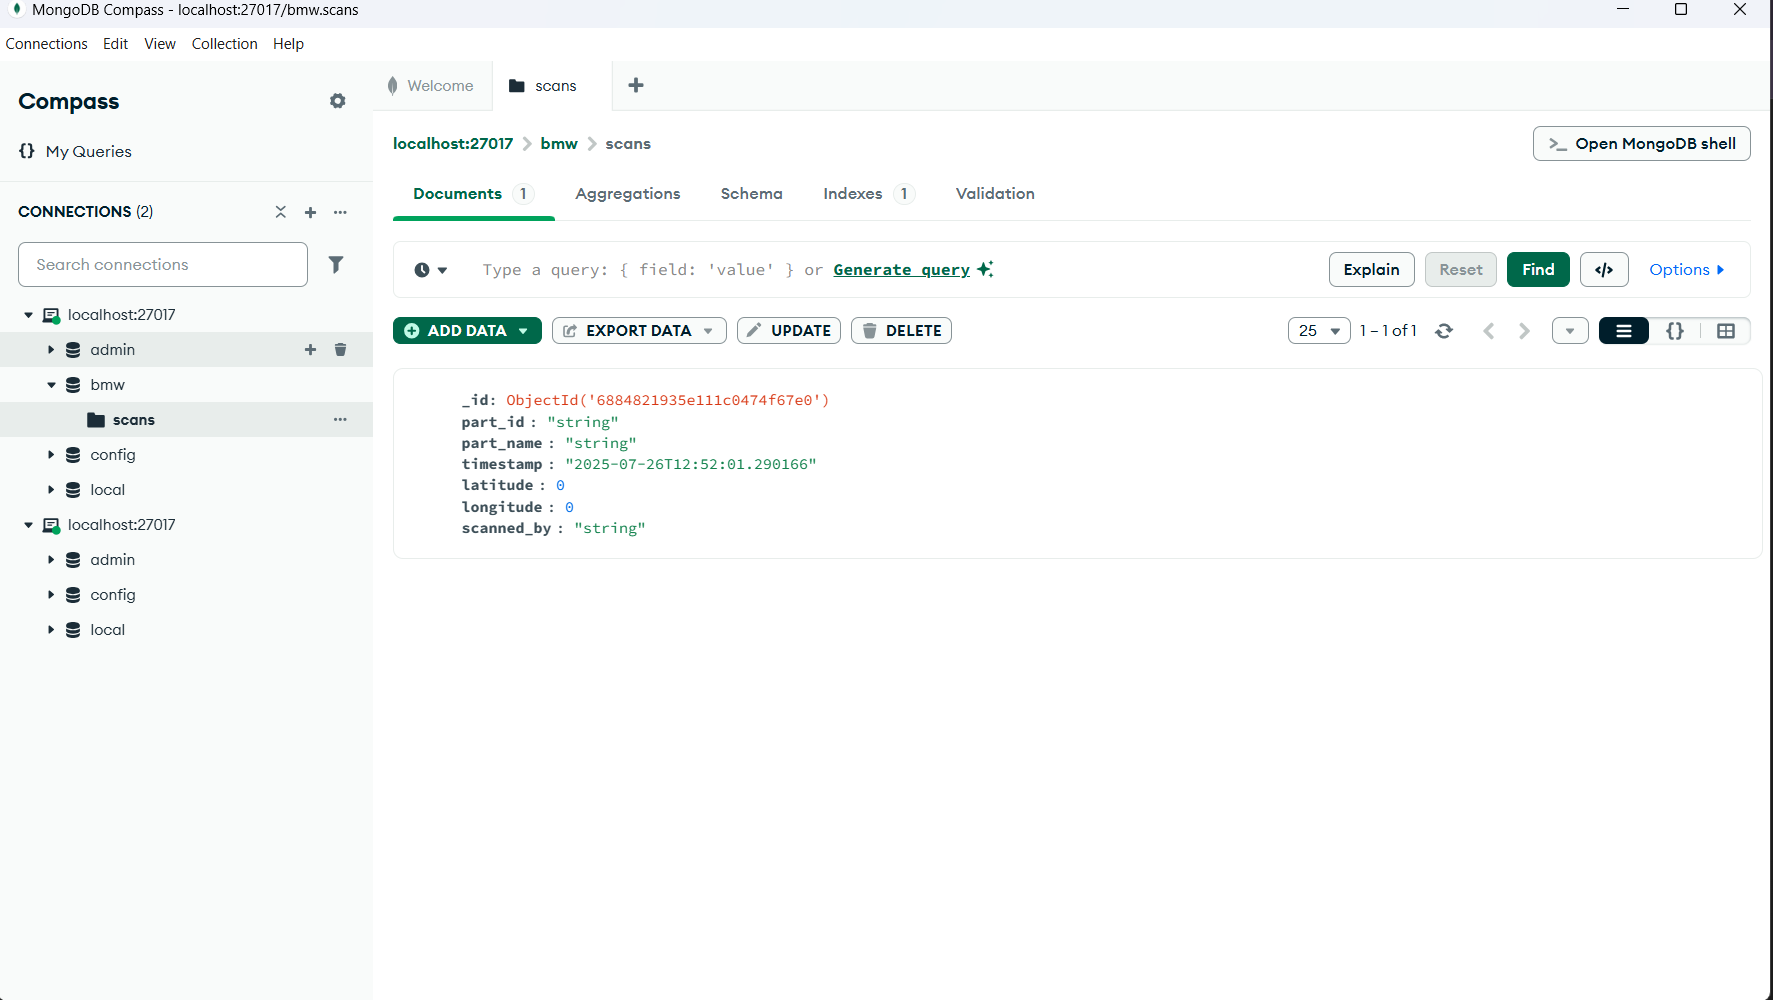 MongoDB Compass - localhost:27017/bmw.scans
Connections Edit View Collection Help
Compass
{} My Queries
CONNECTIONS (2)
Search connections
localhost:27017
admin
bmw
scans
config
local
localhost:27017
admin
config
local
Welcome
scans
localhost:27017 > bmw > scans
>_ Open MongoDB shell
Documents 1 Aggregations Schema Indexes 1 Validation
Type a query: { field: 'value' } or Generate query
Explain Reset Find </> Options
ADD DATA EXPORT DATA UPDATE DELETE
25 1 – 1 of 1 {}
_id: ObjectId('6884821935e111c0474f67e0')
part_id : "string"
part_name : "string"
timestamp : "2025-07-26T12:52:01.290166"
latitude : 0
longitude : 0
scanned_by : "string"